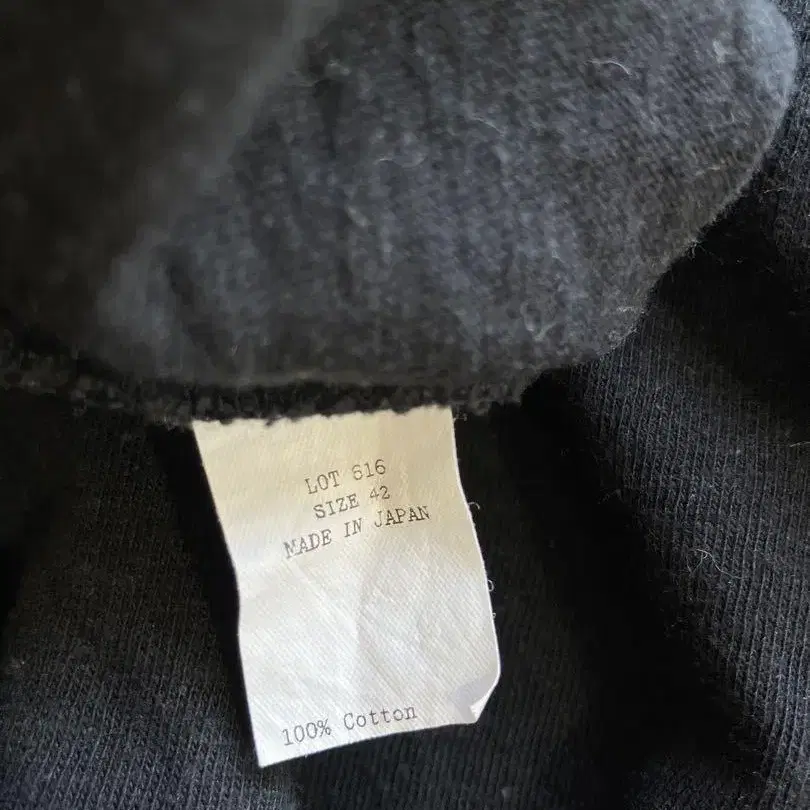 LOT 616
SIZE 42
MADE IN JAPAN
100% Cotton